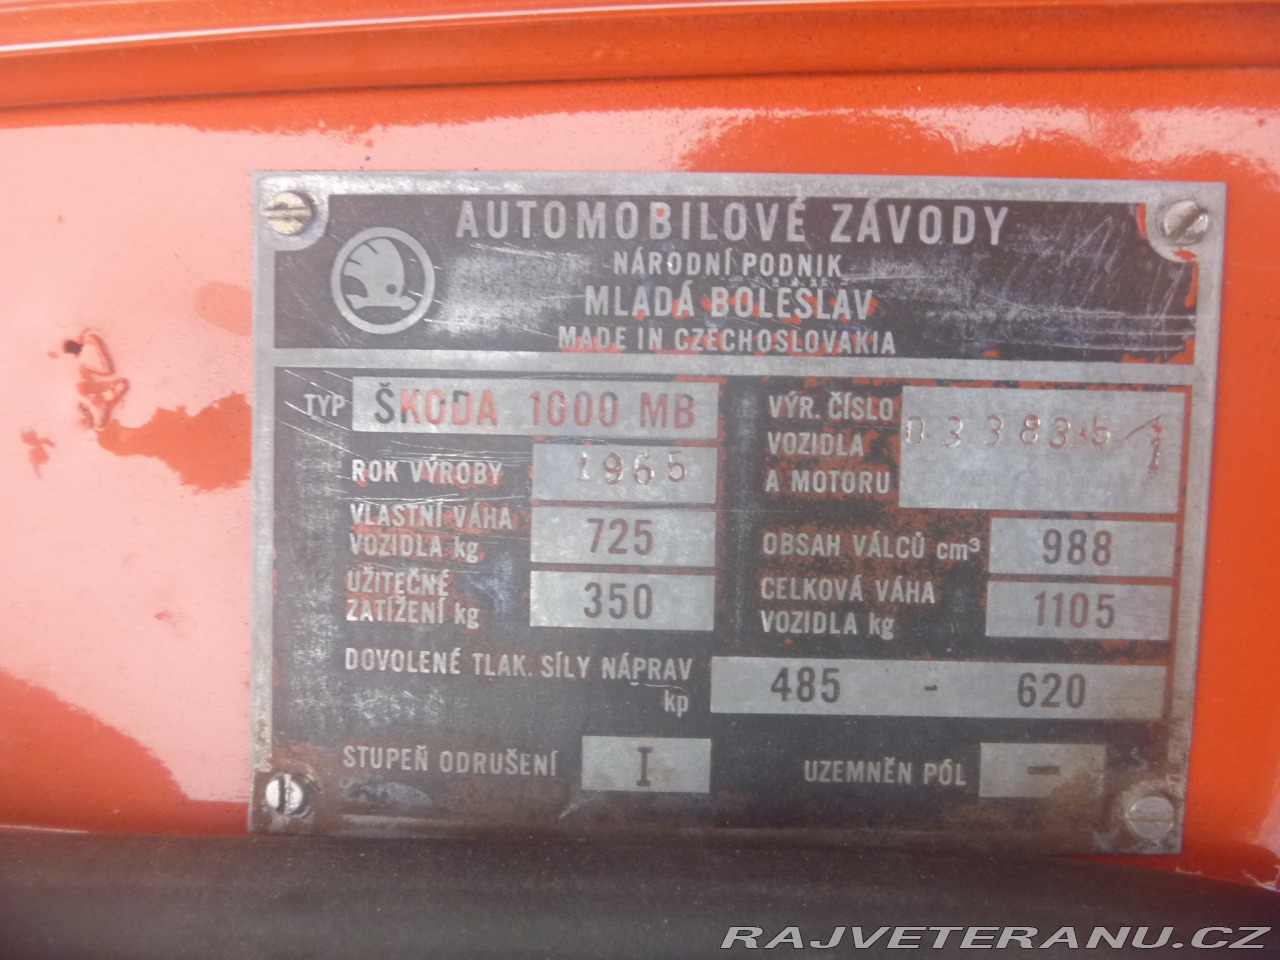 AUTOMOBILOVÉ ZÁVODY
NÁRODNÍ PODNIK
MLADÁ BOLESLAV
MADE IN CZECHOSLOVAKIA
TYP ŠKODA 1000 MB
ROK VÝROBY 1965
VLASTNÍ VÁHA
VOZIDLA kg 725
UŽITEČNÉ
ZATÍŽENÍ kg 350
VÝR. ČÍSLO
VOZIDLA
A MOTORU
OBSAH VÁLCŮ cm³ 988
CELKOVÁ VÁHA
VOZIDLA kg 1105
DOVOLENÉ TLAK. SÍLY NÁPRAV
kp 485 - 620
STUPEŇ ODRUŠENÍ I
UZEMNĚN PÓL -
RAJVETERANU.CZ